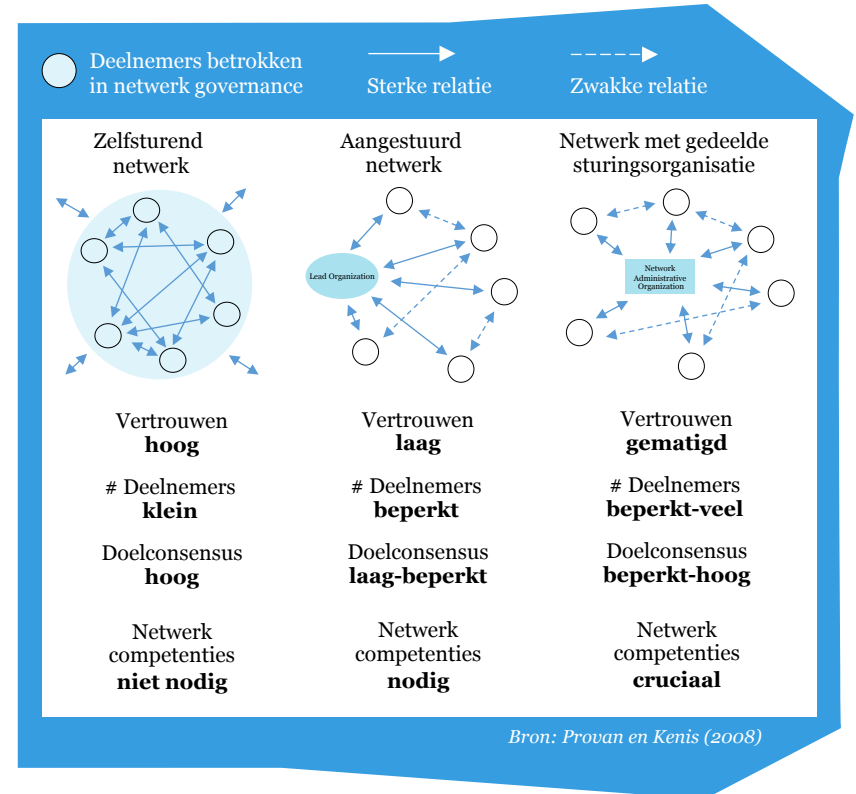 Deelnemers betrokken
in netwerk governance
Sterke relatie
Zwakke relatie
Zelfsturend
netwerk
Aangestuurd
netwerk
Netwerk met gedeelde
sturingsorganisatie
Lead Organization
Network
Administrative
Organization
Vertrouwen
hoog
Vertrouwen
laag
Vertrouwen
gematigd
# Deelnemers
klein
# Deelnemers
beperkt
# Deelnemers
beperkt-veel
Doelconsensus
hoog
Doelconsensus
laag-beperkt
Doelconsensus
beperkt-hoog
Netwerk
competenties
niet nodig
Netwerk
competenties
nodig
Netwerk
competenties
cruciaal
Bron: Provan en Kenis (2008)